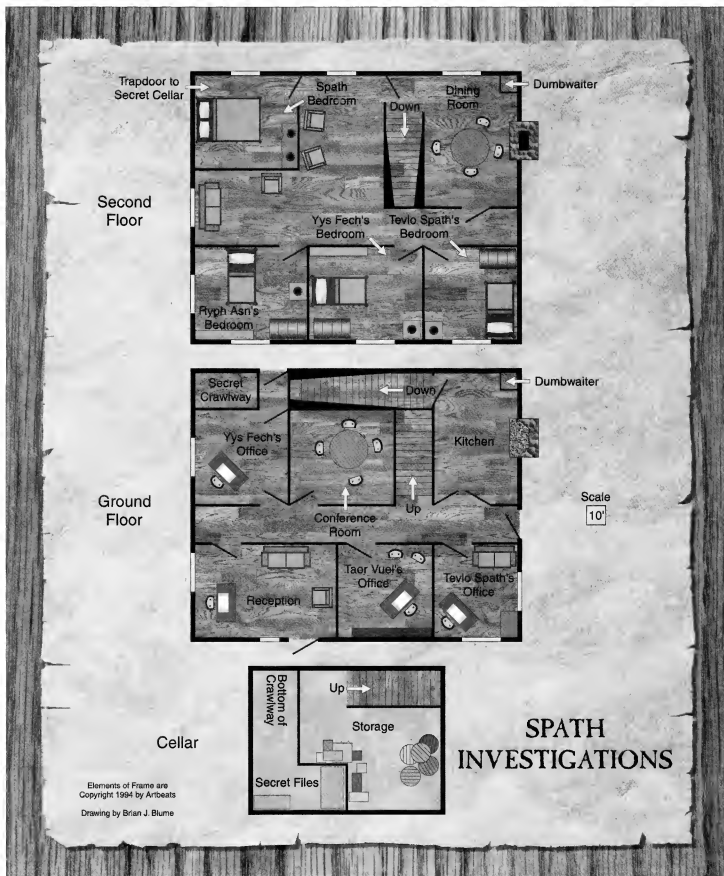 Trapdoor to
Secret Cellar
Spath
Bedroom
Down
Dining
Room
Dumbwaiter
Second
Floor
Yys Fech's
Bedroom
Tevlo Spath's
Bedroom
Ryph Asn's
Bedroom
Secret
Crawlway
Down
Dumbwaiter
Yys Fech's
Office
Kitchen
Ground
Floor
Conference
Room
Up
Scale
10'
Reception
Taor Vuel's
Office
Tevlo Spath's
Office
Bottom of
Crawlway
Up
Storage
Cellar
Secret Files
SPATH
INVESTIGATIONS
Elements of Frame are
Copyright 1994 by Artbeats
Drawing by Brian J. Blume